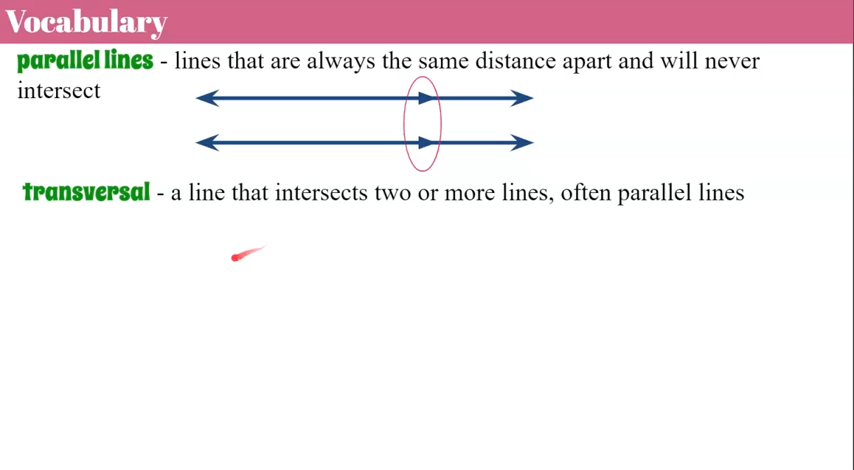 Vocabulary
parallel lines - lines that are always the same distance apart and will never
intersect
transversal - a line that intersects two or more lines, often parallel lines